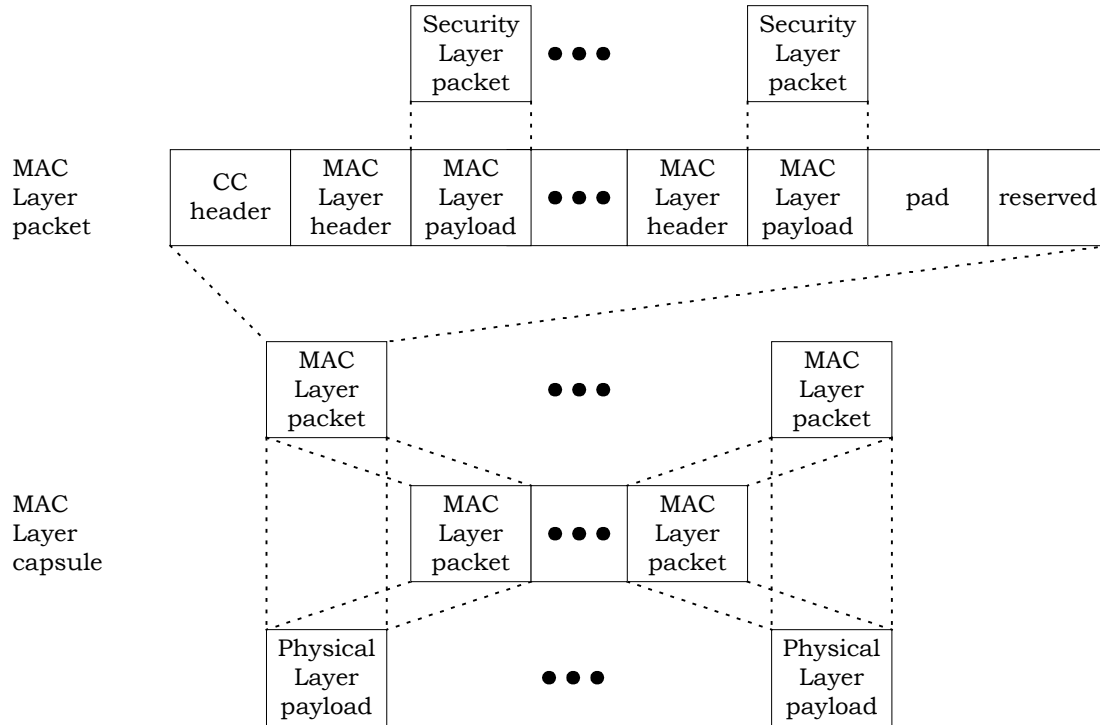 Security
Layer
packet
Security
Layer
packet
MAC
Layer
packet
CC
header
MAC
Layer
header
MAC
Layer
payload
MAC
Layer
header
MAC
Layer
payload
pad
reserved
MAC
Layer
packet
MAC
Layer
packet
MAC
Layer
capsule
MAC
Layer
packet
MAC
Layer
packet
Physical
Layer
payload
Physical
Layer
payload